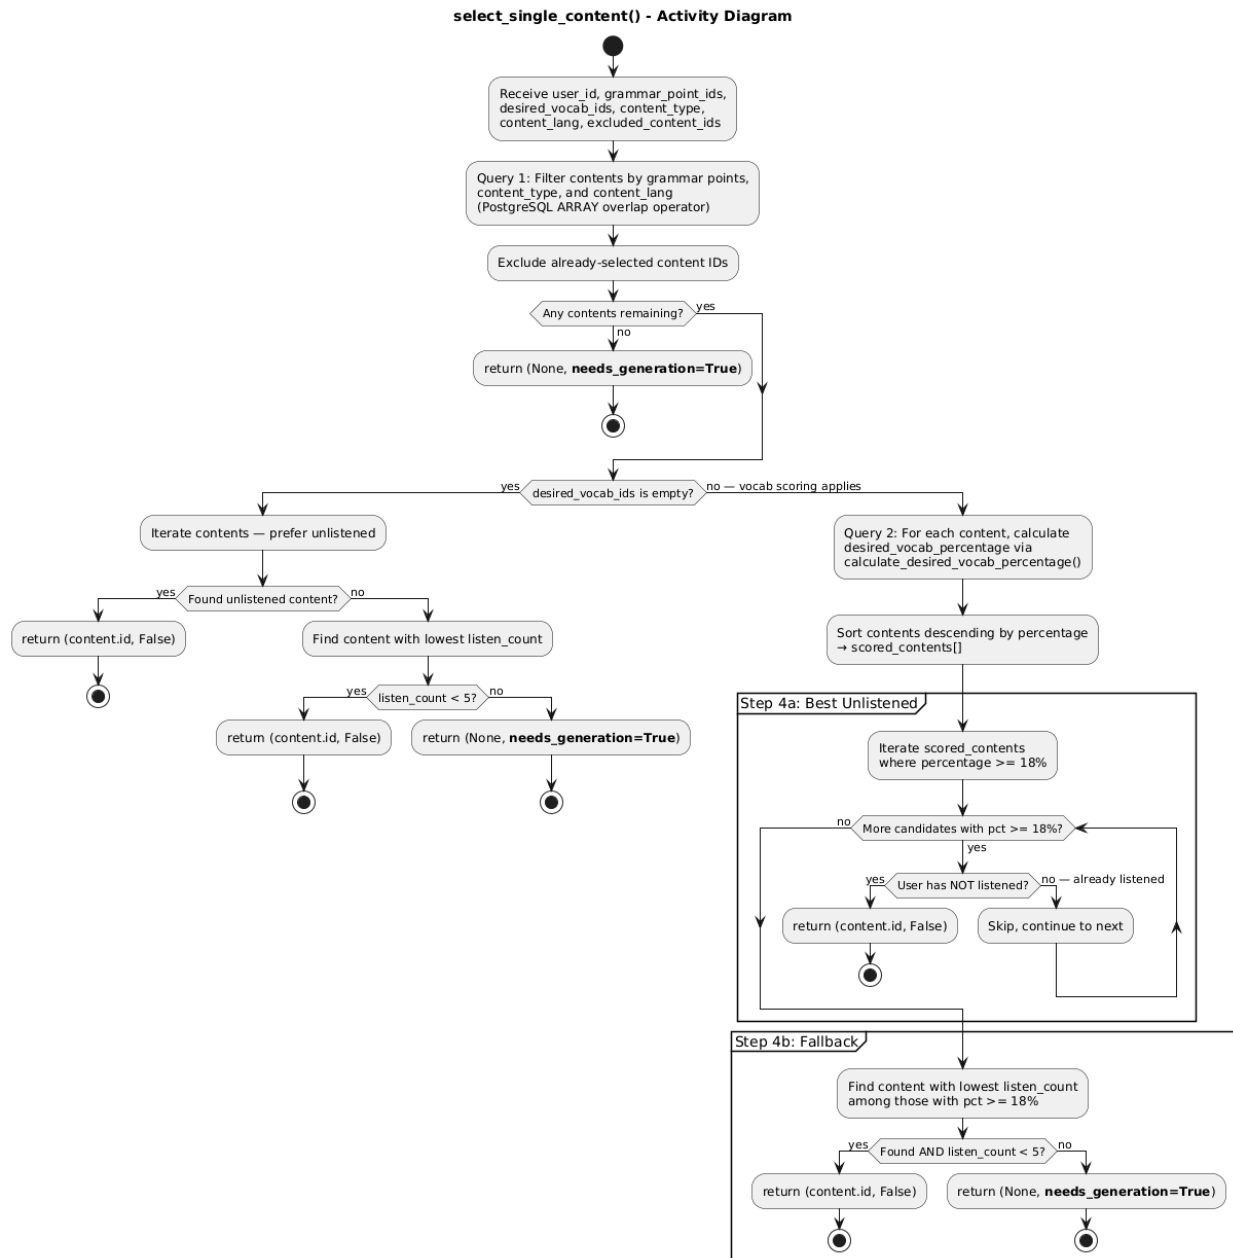 select_single_content() - Activity Diagram
Receive user_id, grammar_point_ids,
desired_vocab_ids, content_type,
content_lang, excluded_content_ids
Query 1: Filter contents by grammar points,
content_type, and content_lang
(PostgreSQL ARRAY overlap operator)
Exclude already-selected content IDs
Any contents remaining?
yes
no
return (None, needs_generation=True)
desired_vocab_ids is empty?
yes
no — vocab scoring applies
Iterate contents — prefer unlistened
Found unlistened content?
yes
no
return (content.id, False)
Find content with lowest listen_count
listen_count < 5?
yes
no
return (content.id, False)
return (None, needs_generation=True)
Query 2: For each content, calculate
desired_vocab_percentage via
calculate_desired_vocab_percentage()
Sort contents descending by percentage
→ scored_contents[]
Step 4a: Best Unlistened
Iterate scored_contents
where percentage >= 18%
More candidates with pct >= 18%?
no
yes
User has NOT listened?
yes
no — already listened
return (content.id, False)
Skip, continue to next
Step 4b: Fallback
Find content with lowest listen_count
among those with pct >= 18%
Found AND listen_count < 5?
yes
no
return (content.id, False)
return (None, needs_generation=True)